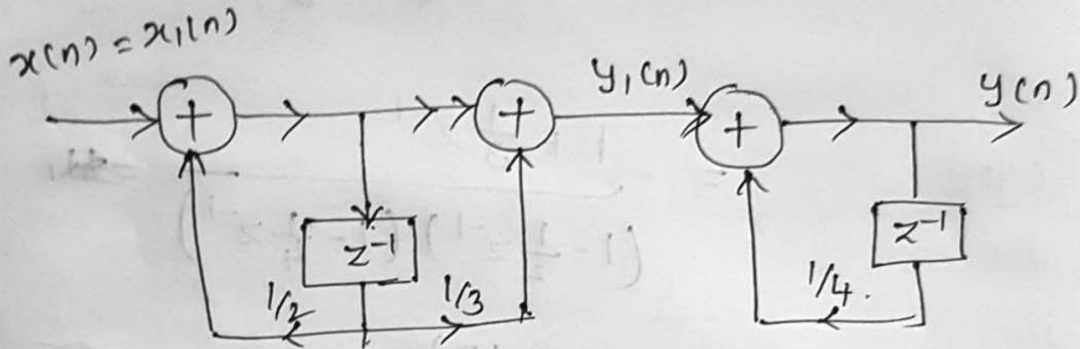 x(n) = x1(n)
y1(n)
y(n)
+
+
+
z⁻¹
z⁻¹
1/2
1/3
1/4.